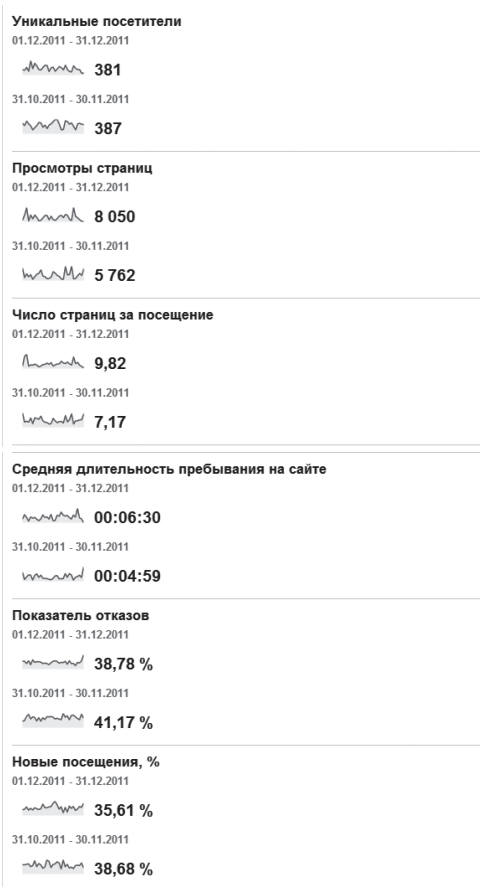 Уникальные посетители
01.12.2011 - 31.12.2011
381
31.10.2011 - 30.11.2011
387
Просмотры страниц
01.12.2011 - 31.12.2011
8 050
31.10.2011 - 30.11.2011
5 762
Число страниц за посещение
01.12.2011 - 31.12.2011
9,82
31.10.2011 - 30.11.2011
7,17
Средняя длительность пребывания на сайте
01.12.2011 - 31.12.2011
00:06:30
31.10.2011 - 30.11.2011
00:04:59
Показатель отказов
01.12.2011 - 31.12.2011
38,78 %
31.10.2011 - 30.11.2011
41,17 %
Новые посещения, %
01.12.2011 - 31.12.2011
35,61 %
31.10.2011 - 30.11.2011
38,68 %